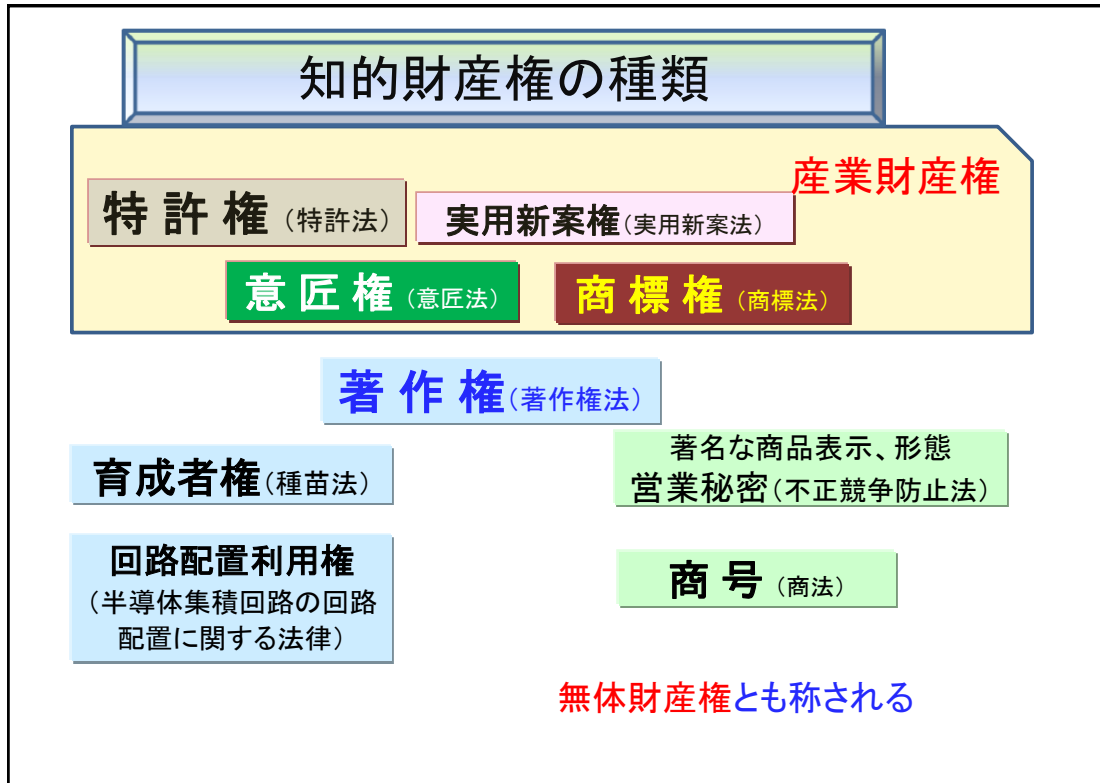 知的財産権の種類
産業財産権
特 許 権 (特許法)
実用新案権(実用新案法)
意 匠 権 (意匠法)
商 標 権 (商標法)
著 作 権(著作権法)
育成者権(種苗法)
著名な商品表示、形態
営業秘密(不正競争防止法)
回路配置利用権
(半導体集積回路の回路
配置に関する法律)
商 号 (商法)
無体財産権とも称される